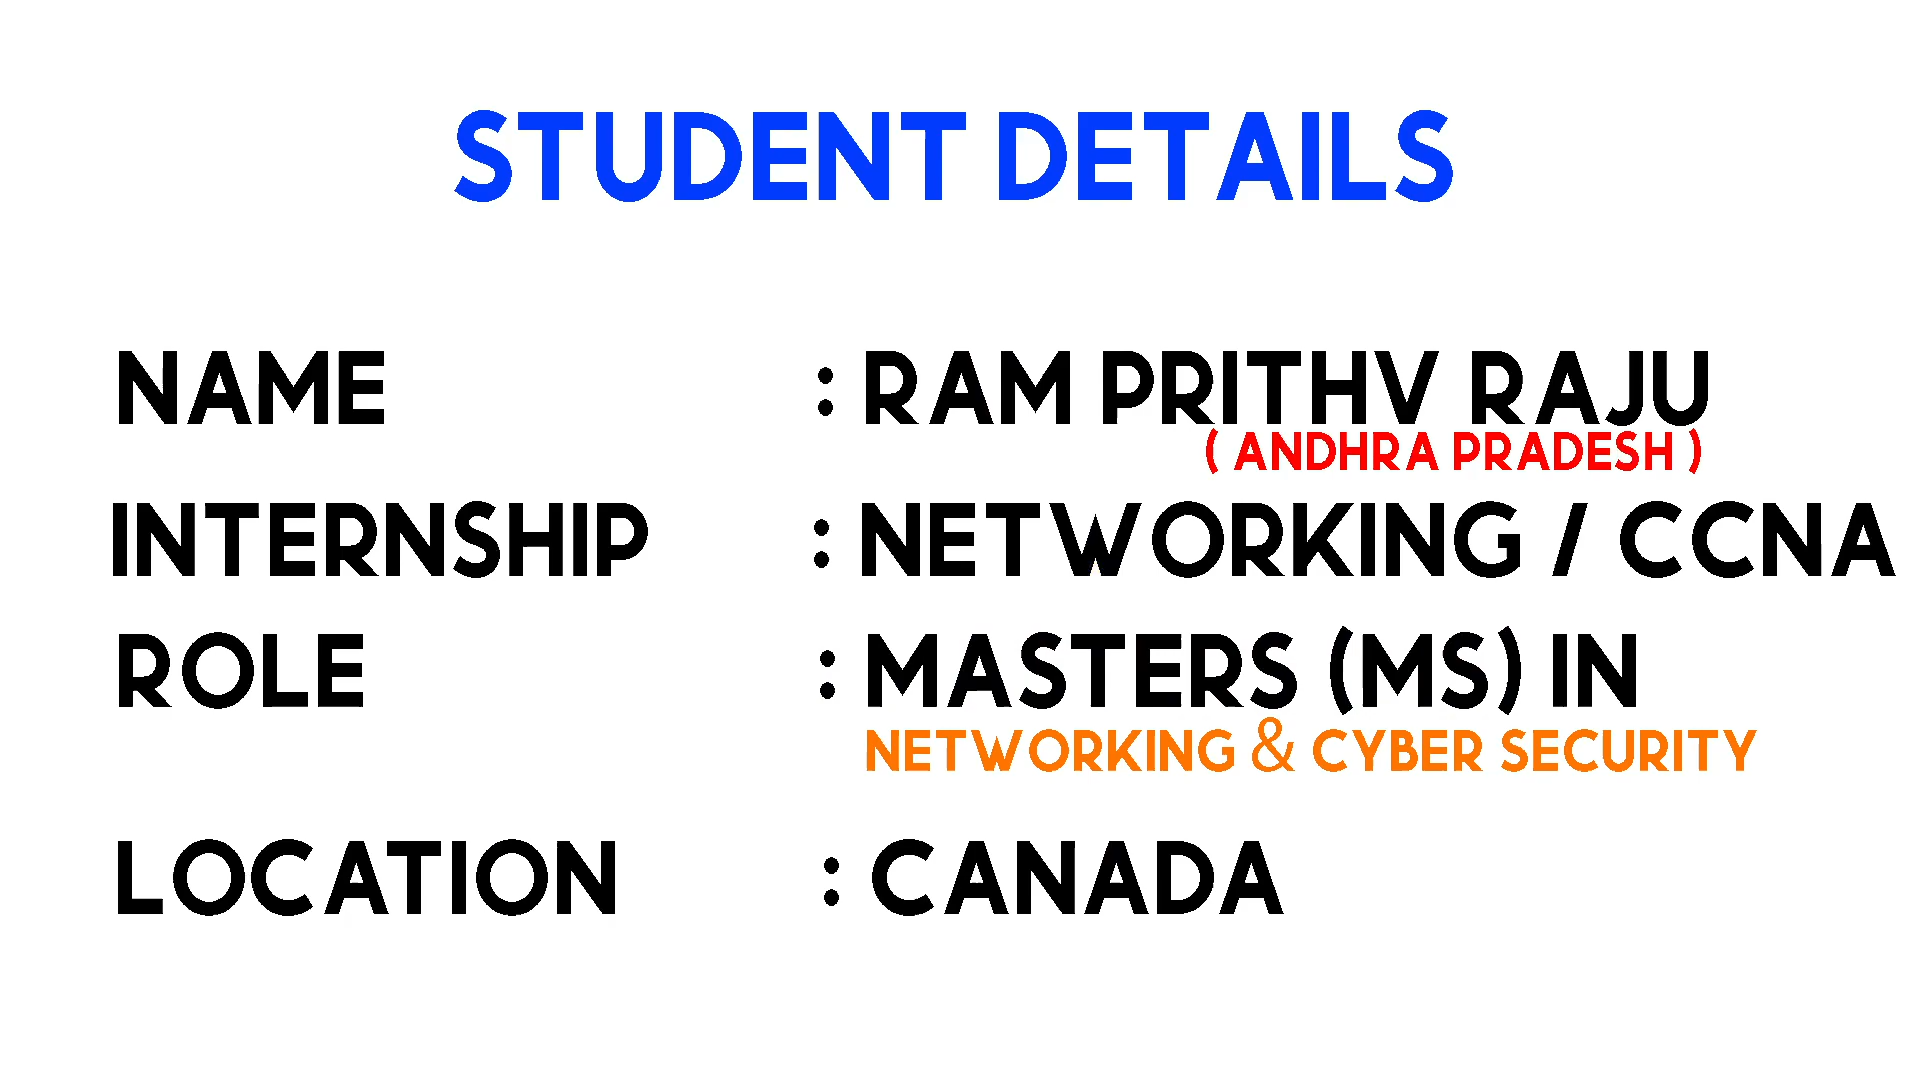 STUDENT DETAILS
NAME : RAM PRITHV RAJU
( ANDHRA PRADESH )
INTERNSHIP : NETWORKING / CCNA
ROLE : MASTERS (MS) IN
NETWORKING & CYBER SECURITY
LOCATION : CANADA